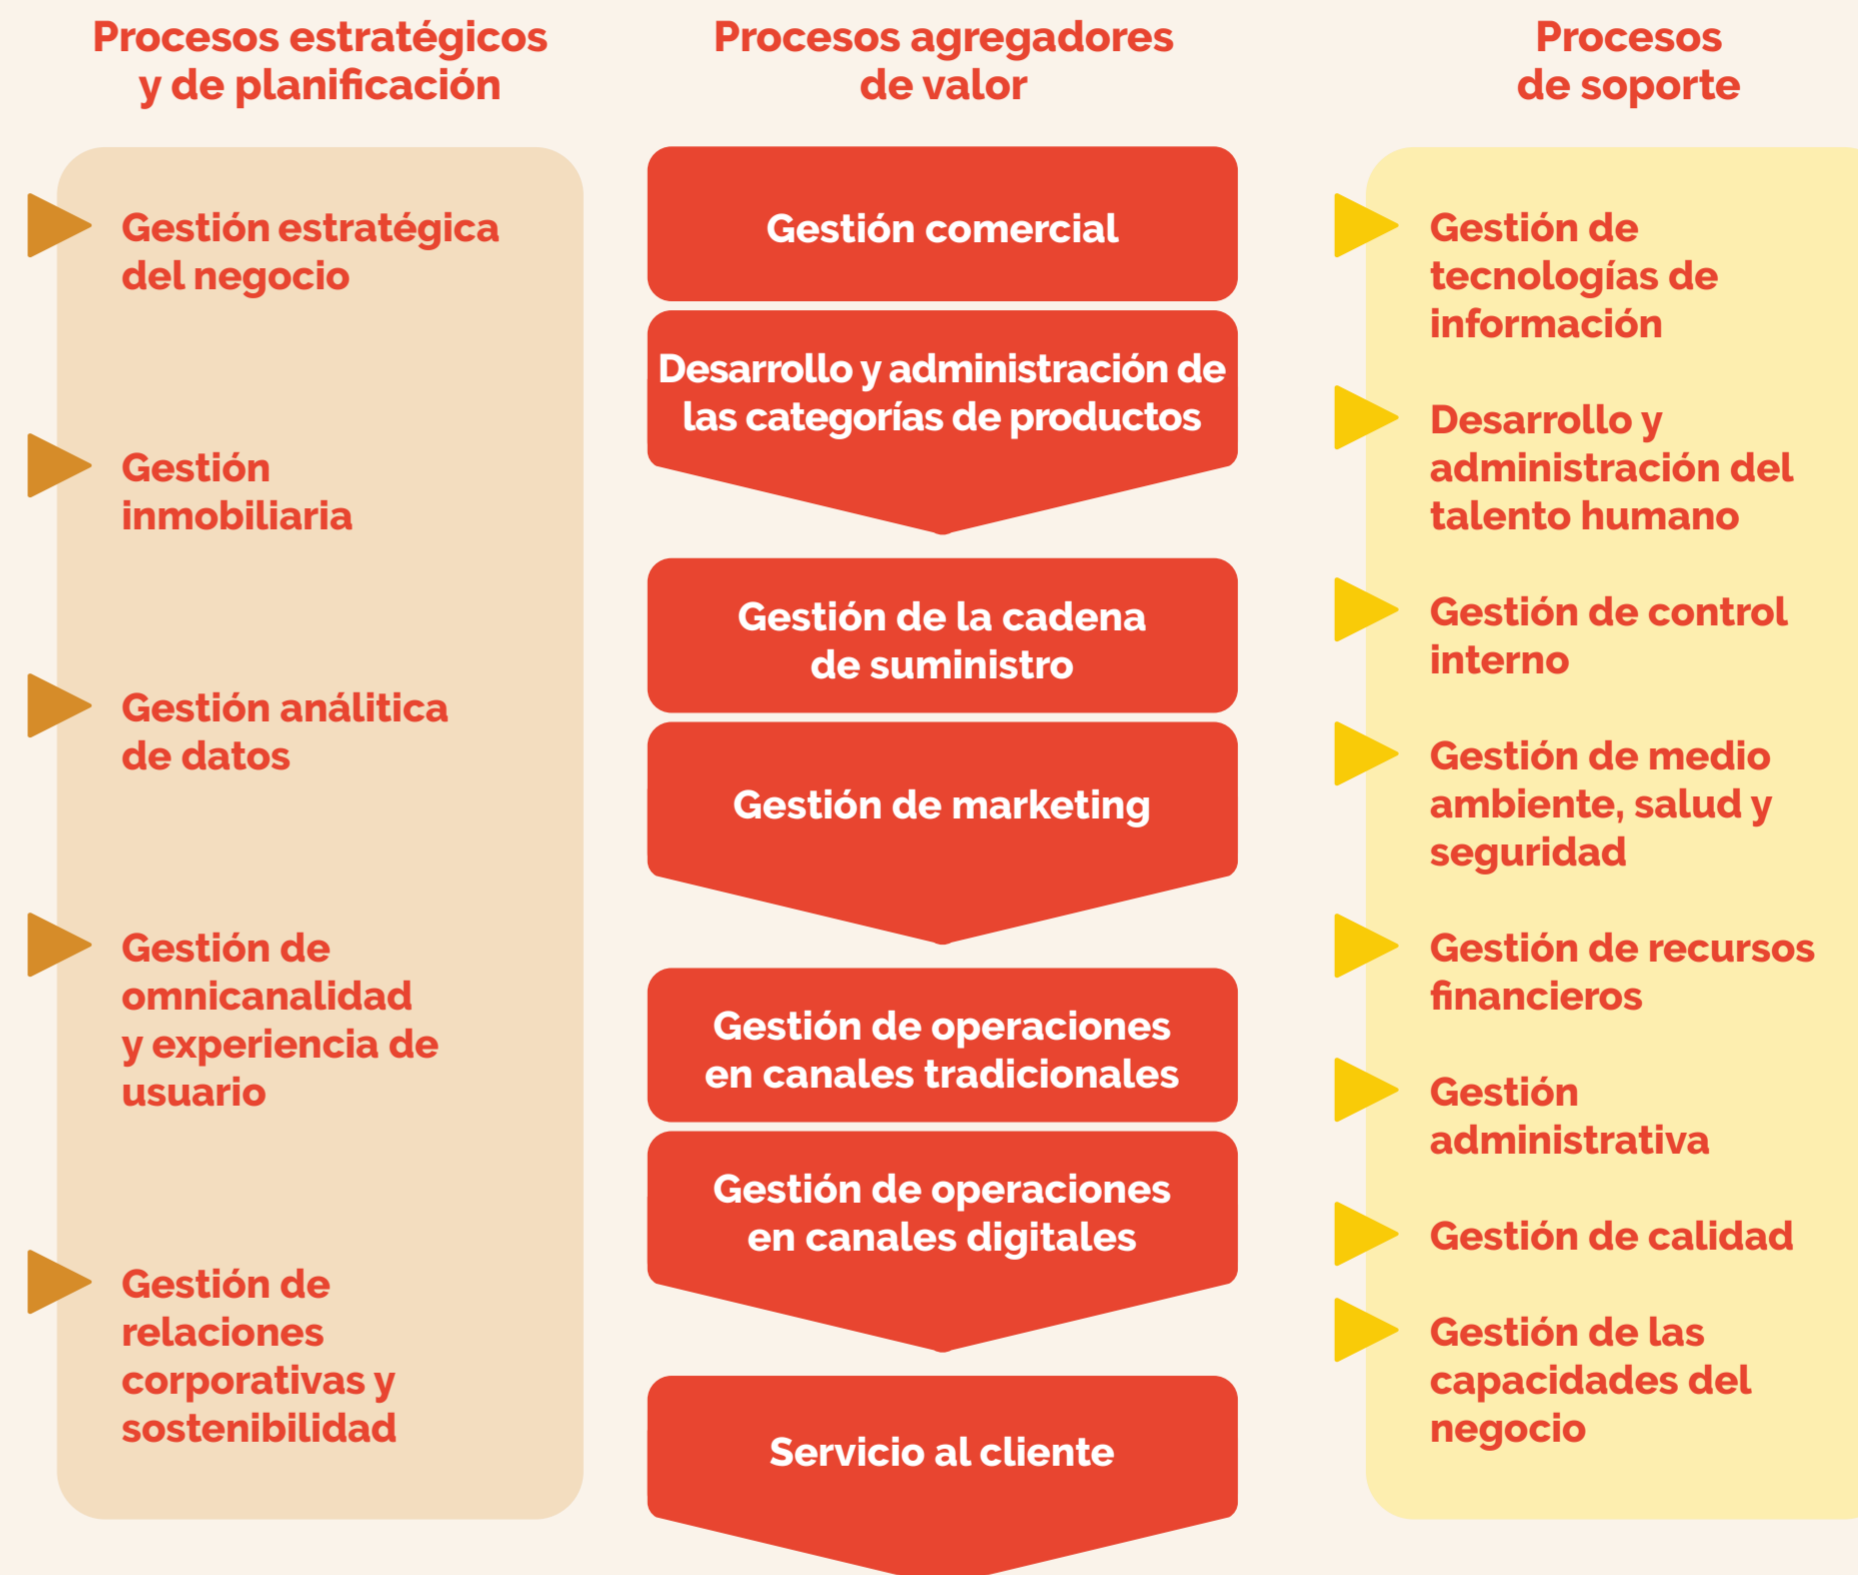 Procesos estratégicos
y de planificación
Gestión estratégica
del negocio
Gestión
inmobiliaria
Gestión análitica
de datos
Gestión de
omnicanalidad
y experiencia de
usuario
Gestión de
relaciones
corporativas y
sostenibilidad
Procesos agregadores
de valor
Gestión comercial
Desarrollo y administración de
las categorías de productos
Gestión de la cadena
de suministro
Gestión de marketing
Gestión de operaciones
en canales tradicionales
Gestión de operaciones
en canales digitales
Servicio al cliente
Procesos
de soporte
Gestión de
tecnologías de
información
Desarrollo y
administración del
talento humano
Gestión de control
interno
Gestión de medio
ambiente, salud y
seguridad
Gestión de recursos
financieros
Gestión
administrativa
Gestión de calidad
Gestión de las
capacidades del
negocio